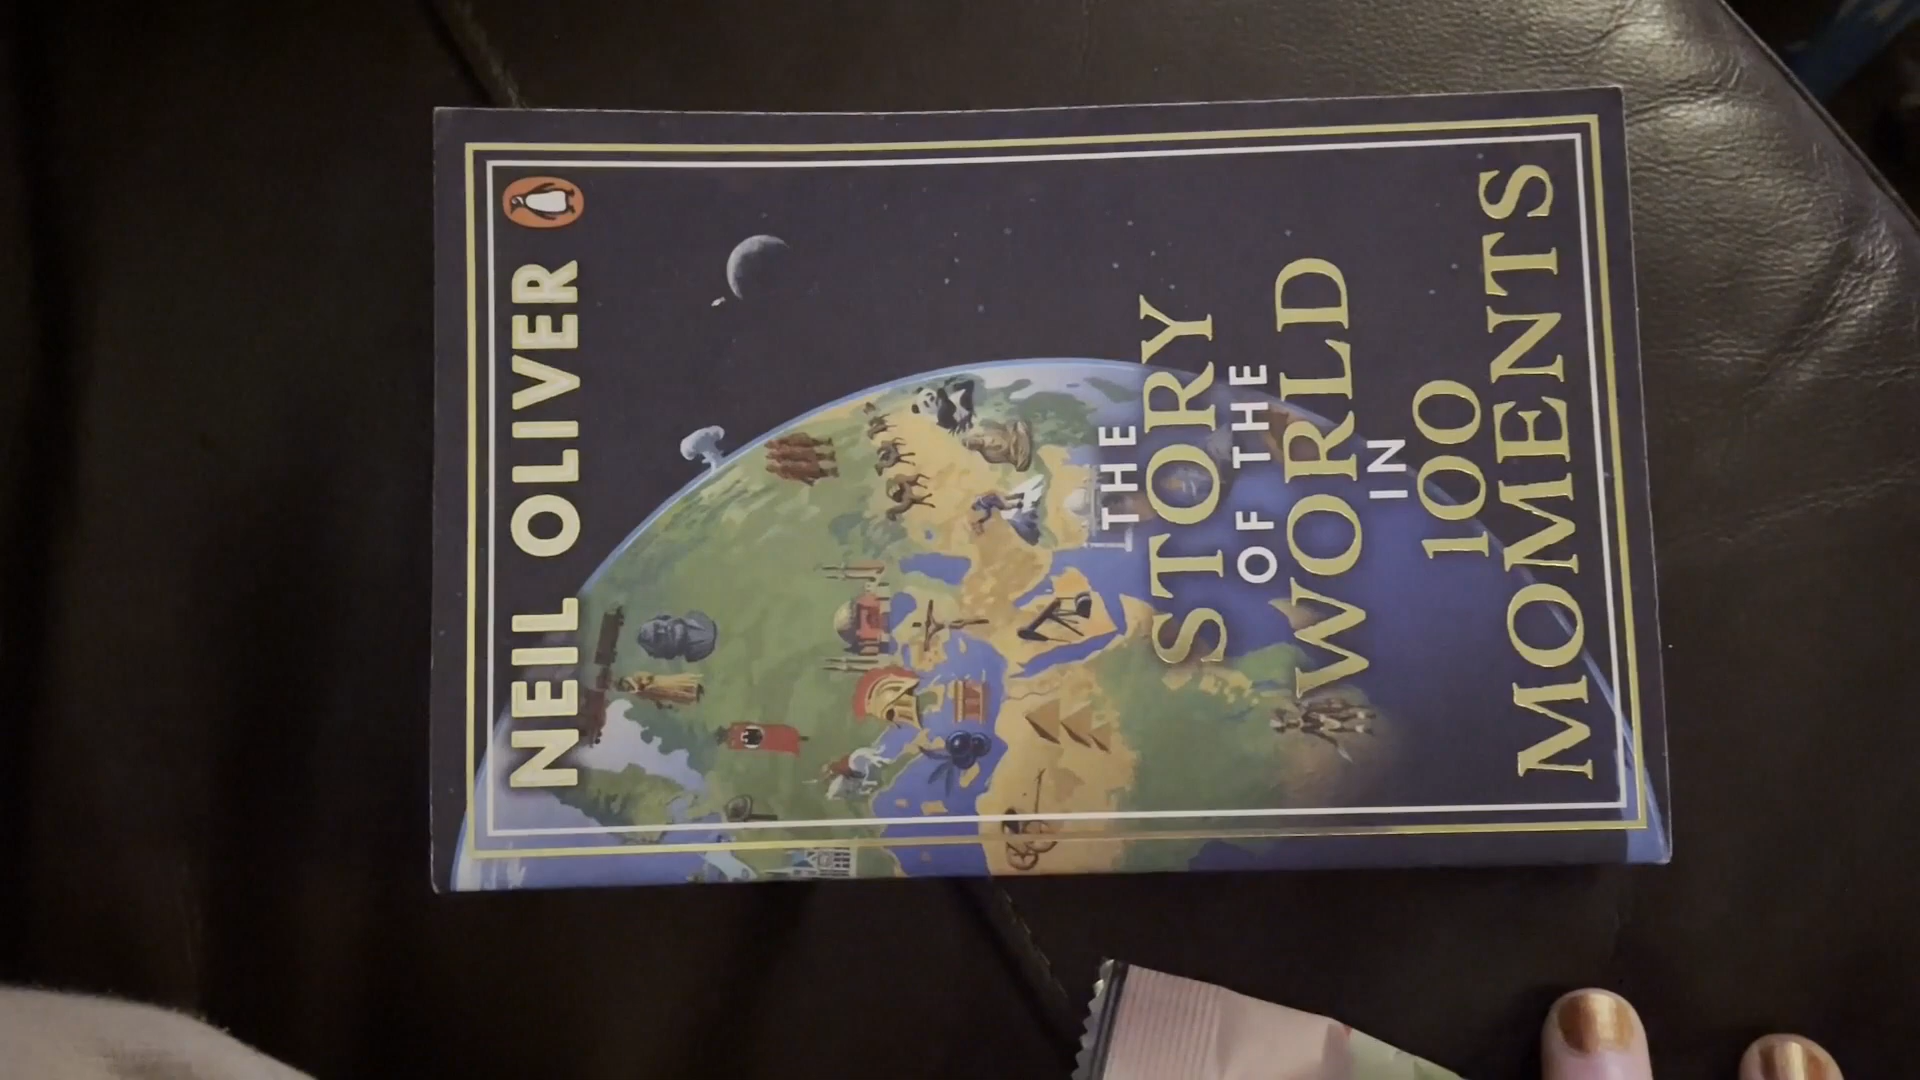 NEIL OLIVER
THE
STORY
OF THE
WORLD
IN
100
MOMENTS